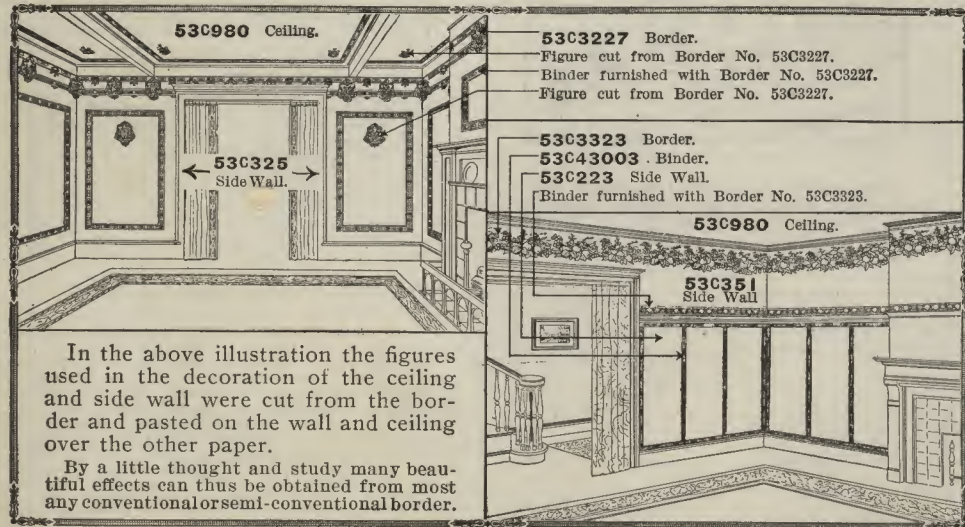 53C980 Ceiling.
53C325
Side Wall.
53C3227 Border.
Figure cut from Border No. 53C3227.
Binder furnished with Border No. 53C3227.
Figure cut from Border No. 53C3227.
53C3323 Border.
53C43003 . Binder.
53C223 Side Wall.
Binder furnished with Border No. 53C3323.
53C980 Ceiling.
53C351
Side Wall
In the above illustration the figures
used in the decoration of the ceiling
and side wall were cut from the bor-
der and pasted on the wall and ceiling
over the other paper.
By a little thought and study many beau-
tiful effects can thus be obtained from most
any conventional or semi-conventional border.